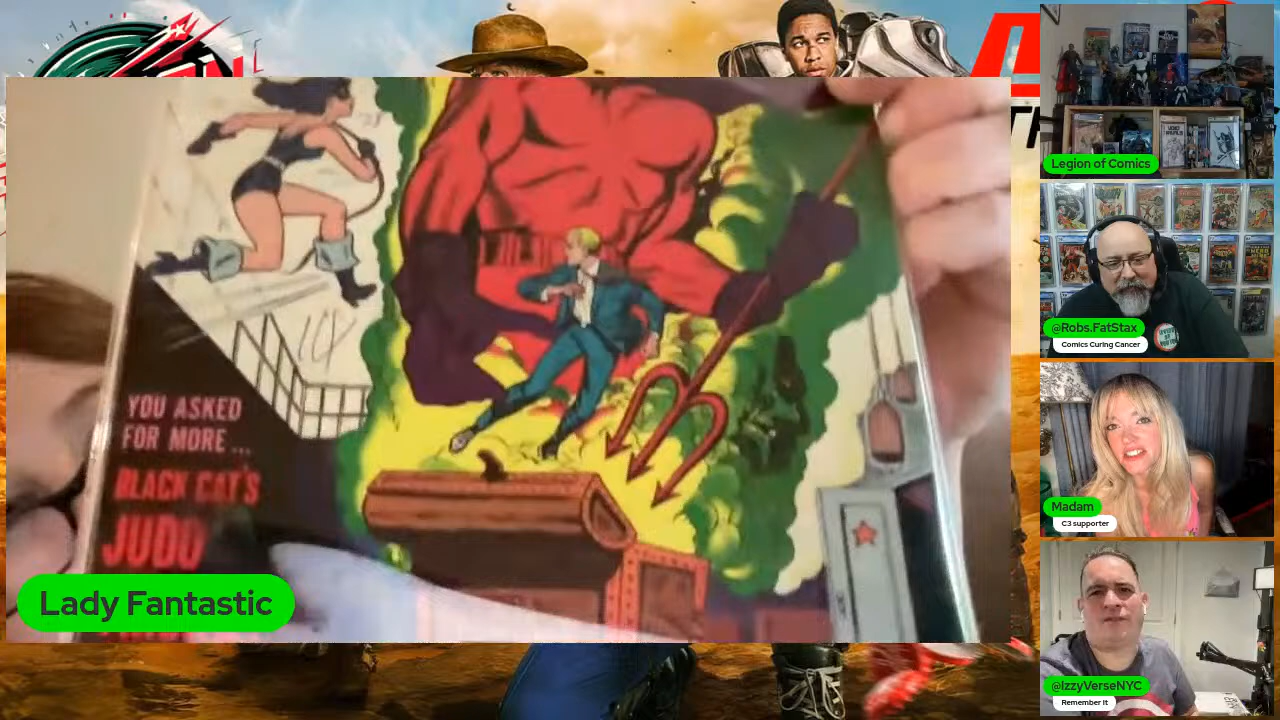 YOU ASKED
FOR MORE...
BLACK CAT'S
JUDO
Lady Fantastic
Legion of Comics
@Robs.FatStax
Comics Curing Cancer
Madam
C3 supporter
@IzzyVerseNYC
Remember It